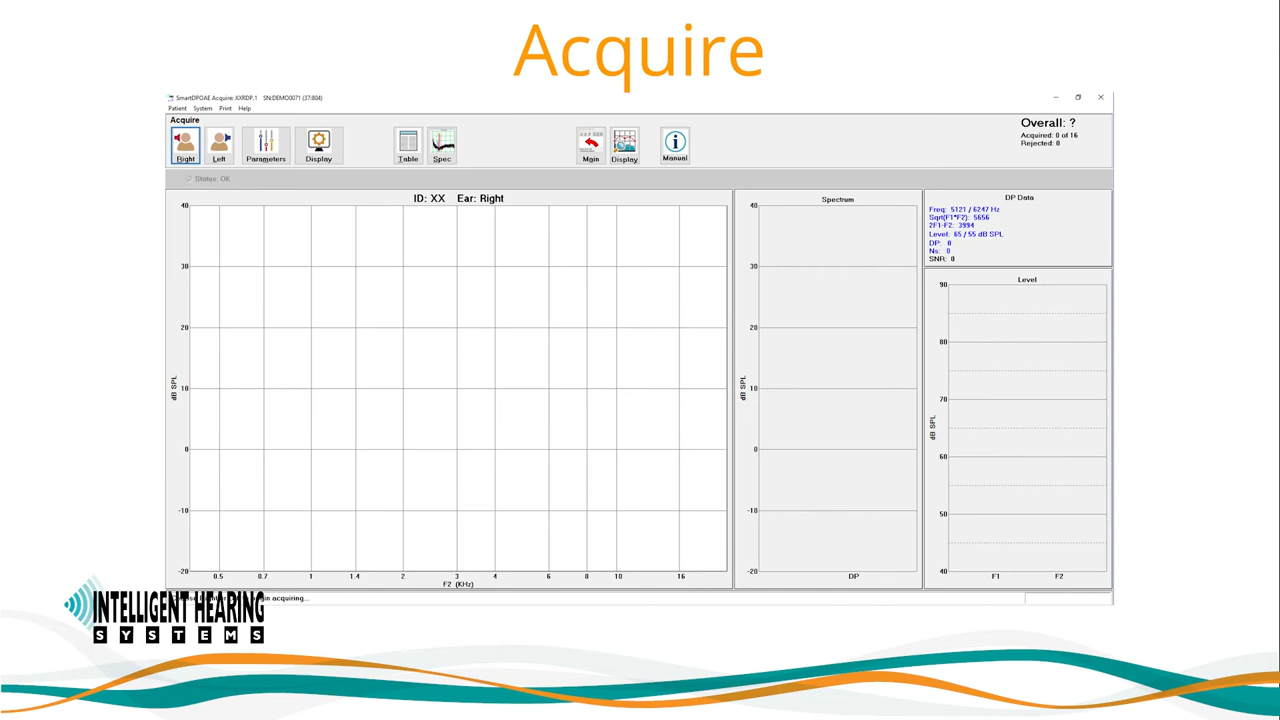 Acquire
SmartDPOAE Acquire: XXRDP.1 SN:DEMO0071 (37:804)
Patient System Print Help
Acquire
Right Left Parameters Display Table Spec Main Display Manual
Overall: ?
Acquired: 0 of 16
Rejected: 0
Status: OK
ID: XX Ear: Right
40
30
20
10
0
-10
-20
dB SPL
0.5 0.7 1 1.4 2 3 4 6 8 10 16
F2 (KHz)
Spectrum
40
30
20
10
0
-10
-20
dB SPL
DP
DP Data
Freq: 5121 / 6247 Hz
Sqrt(F1*F2): 5656
2F1-F2: 3994
Level: 65 / 55 dB SPL
DP: 0
Ns: 0
SNR: 0
Level
90
80
70
60
50
40
dB SPL
F1 F2
acquiring...
INTELLIGENT HEARING
SYSTEMS